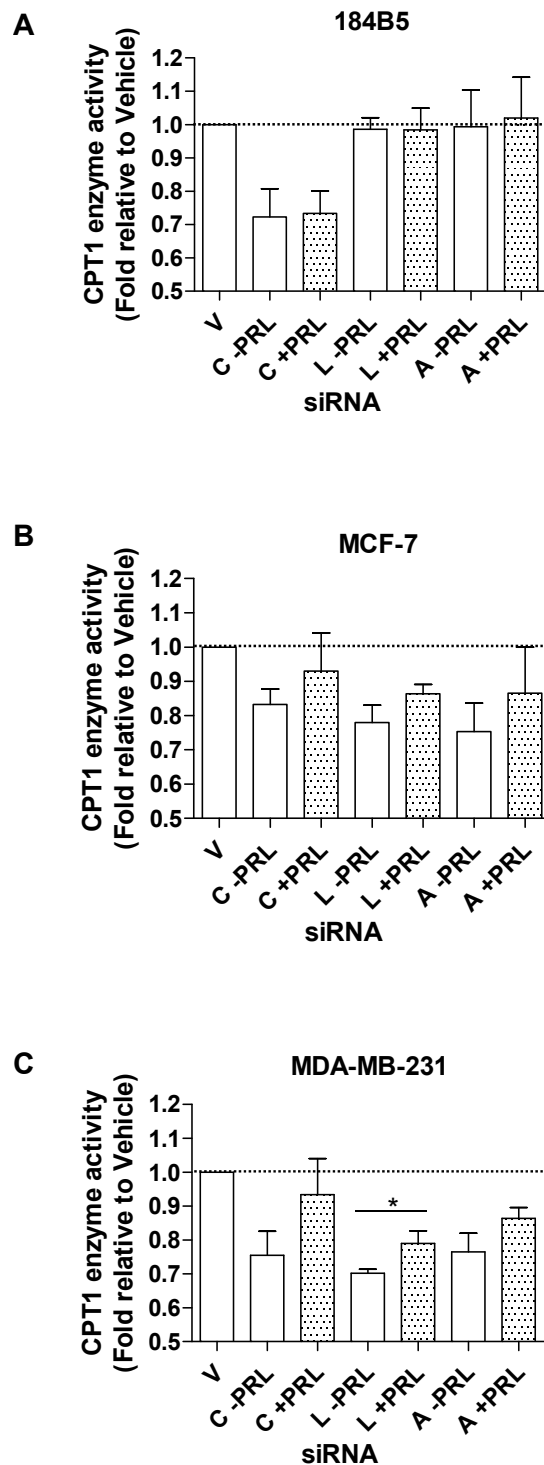 A
184B5
CPT1 enzyme activity
(Fold relative to Vehicle)
1.2
1.1
1.0
0.9
0.8
0.7
0.6
0.5
V
C -PRL
C +PRL
L -PRL
L +PRL
A -PRL
A +PRL
siRNA
B
MCF-7
CPT1 enzyme activity
(Fold relative to Vehicle)
1.2
1.1
1.0
0.9
0.8
0.7
0.6
0.5
V
C -PRL
C +PRL
L -PRL
L +PRL
A -PRL
A +PRL
siRNA
C
MDA-MB-231
CPT1 enzyme activity
(Fold relative to Vehicle)
1.2
1.1
1.0
0.9
0.8
0.7
0.6
0.5
*
V
C -PRL
C +PRL
L -PRL
L +PRL
A -PRL
A +PRL
siRNA